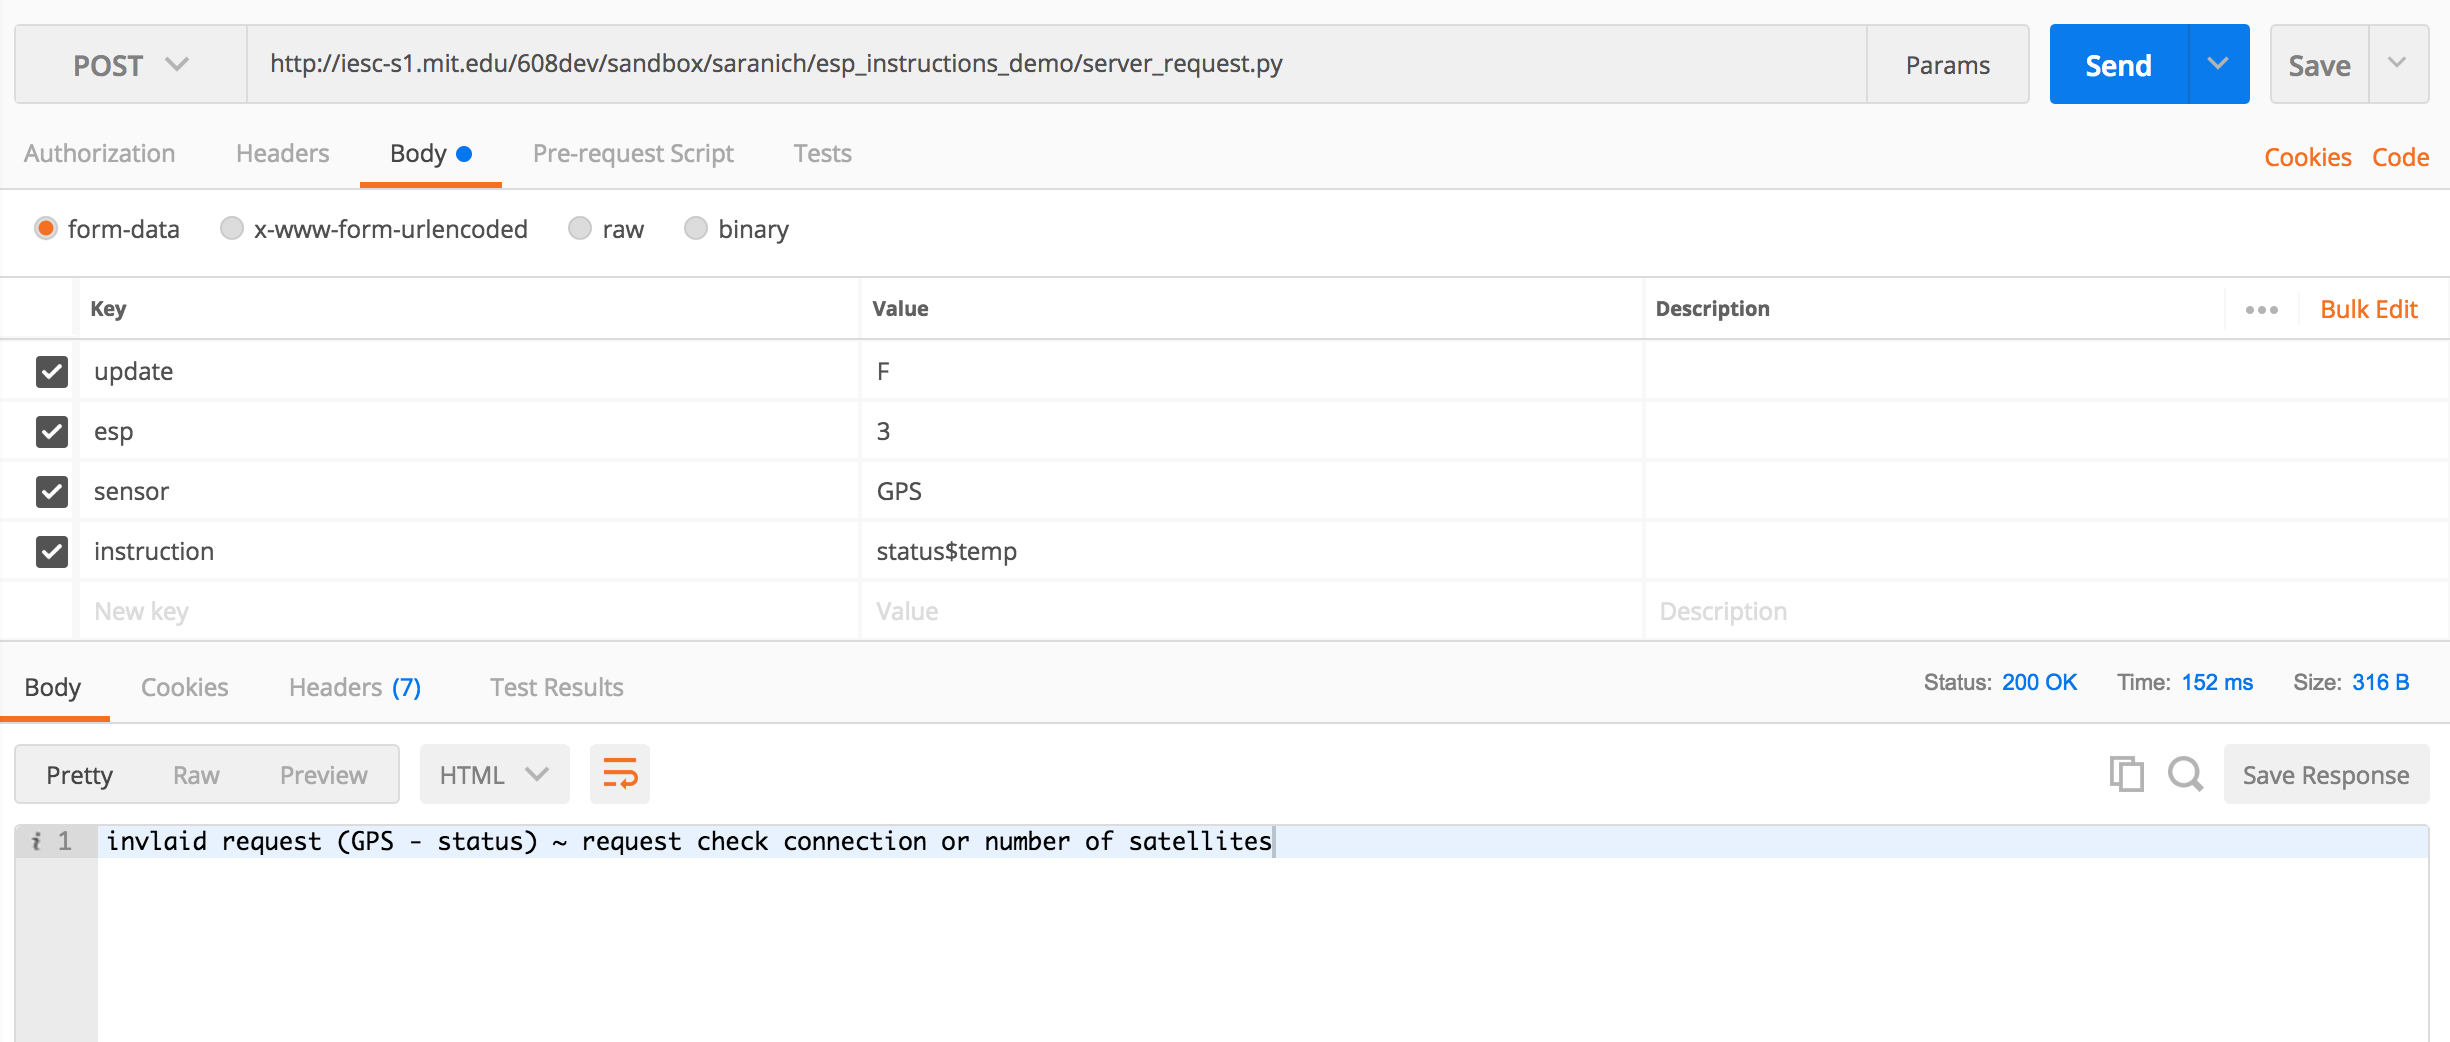 POST http://iesc-s1.mit.edu/608dev/sandbox/saranich/esp_instructions_demo/server_request.py Params Send Save
Authorization Headers Body Pre-request Script Tests Cookies Code
form-data x-www-form-urlencoded raw binary
Key Value Description Bulk Edit
update F
esp 3
sensor GPS
instruction status$temp
New key Value Description
Body Cookies Headers (7) Test Results Status: 200 OK Time: 152 ms Size: 316 B
Pretty Raw Preview HTML Save Response
i 1 invlaid request (GPS - status) ~ request check connection or number of satellites